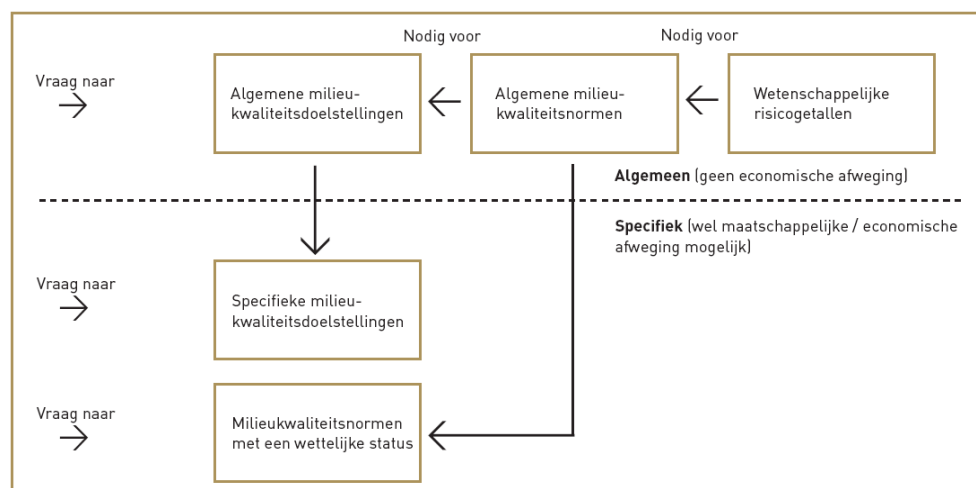 Nodig voor
Nodig voor
Vraag naar
Algemene milieu-
kwaliteitsdoelstellingen
Algemene milieu-
kwaliteitsnormen
Wetenschappelijke
risicogetallen
Algemeen (geen economische afweging)
Specifiek (wel maatschappelijke / economische
afweging mogelijk)
Vraag naar
Specifieke milieu-
kwaliteitsdoelstellingen
Vraag naar
Milieukwaliteitsnormen
met een wettelijke status